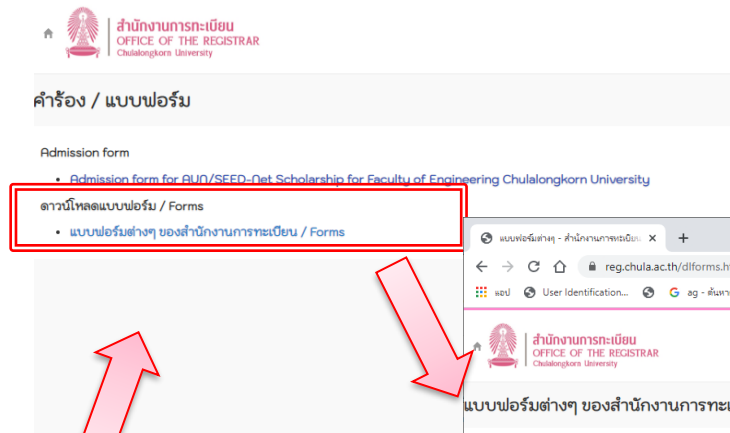 สำนักงานการทะเบียน
OFFICE OF THE REGISTRAR
Chulalongkorn University
คำร้อง / แบบฟอร์ม
Admission form
Admission form for AUN/SEED-Net Scholarship for Faculty of Engineering Chulalongkorn University
ดาวน์โหลดแบบฟอร์ม / Forms
แบบฟอร์มต่างๆ ของสำนักงานการทะเบียน / Forms
แบบฟอร์มต่างๆ - สำนักงานการทะเบีย
reg.chula.ac.th/dlforms.h
แอป User Identification... ag - ค้นหา
สำนักงานการทะเบียน
OFFICE OF THE REGISTRAR
Chulalongkorn University
แบบฟอร์มต่างๆ ของสำนักงานการทะเ